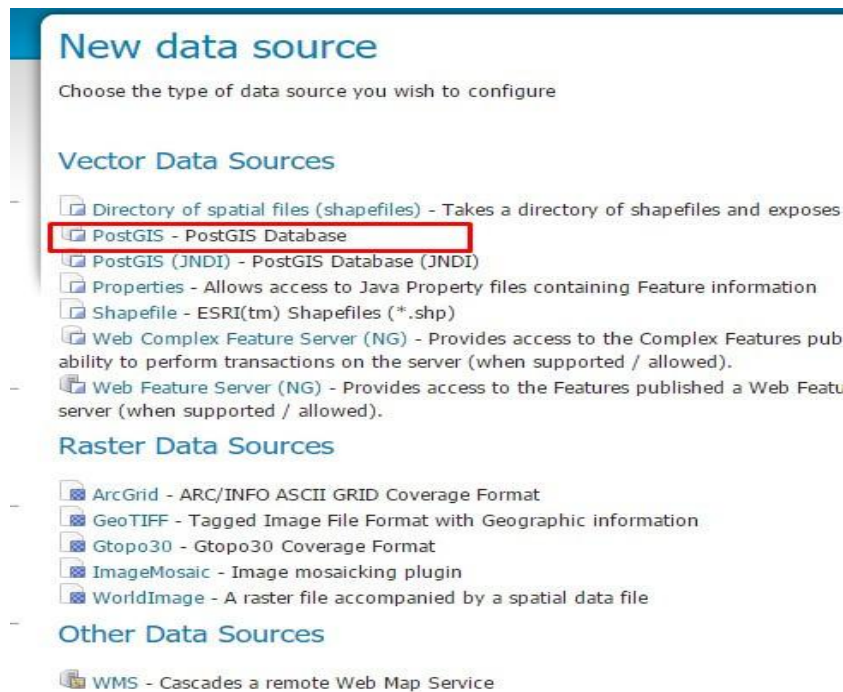 New data source
Choose the type of data source you wish to configure
Vector Data Sources
Directory of spatial files (shapefiles) - Takes a directory of shapefiles and exposes
PostGIS - PostGIS Database
PostGIS (JNDI) - PostGIS Database (JNDI)
Properties - Allows access to Java Property files containing Feature information
Shapefile - ESRI(tm) Shapefiles (*.shp)
Web Complex Feature Server (NG) - Provides access to the Complex Features pub
ability to perform transactions on the server (when supported / allowed).
Web Feature Server (NG) - Provides access to the Features published a Web Featu
server (when supported / allowed).
Raster Data Sources
ArcGrid - ARC/INFO ASCII GRID Coverage Format
GeoTIFF - Tagged Image File Format with Geographic information
Gtopo30 - Gtopo30 Coverage Format
ImageMosaic - Image mosaicking plugin
WorldImage - A raster file accompanied by a spatial data file
Other Data Sources
WMS - Cascades a remote Web Map Service